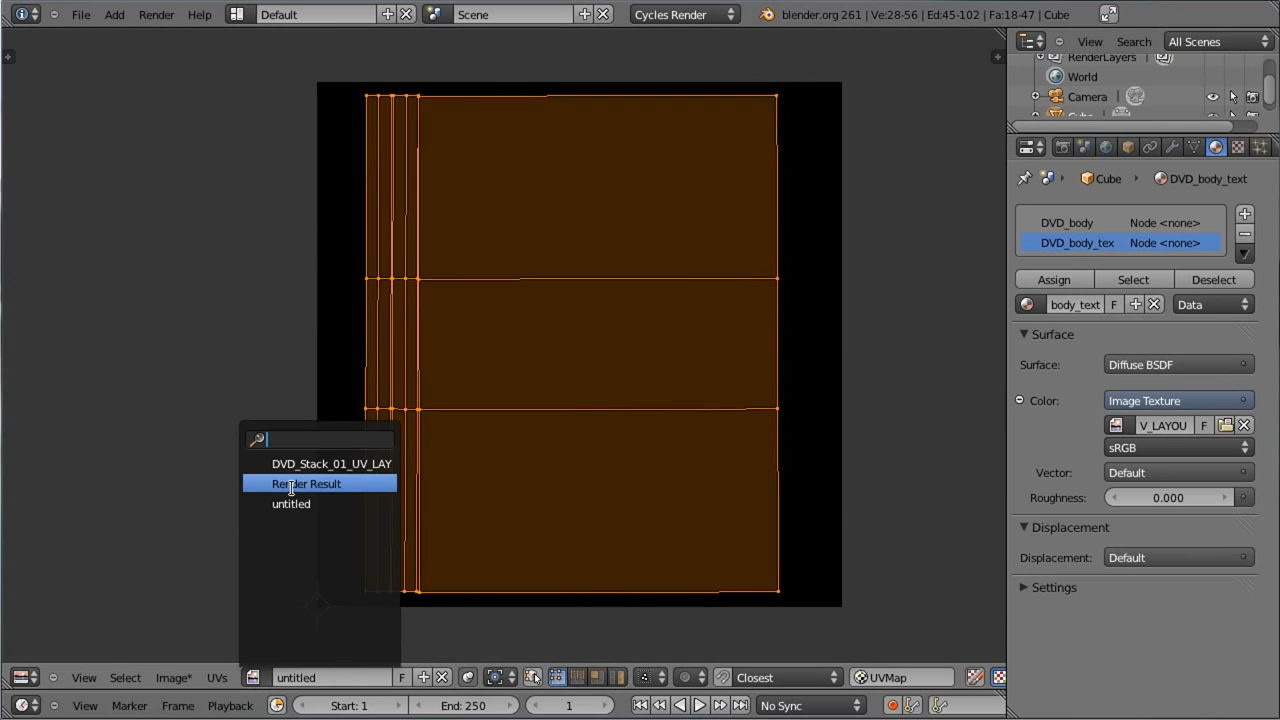 File Add Render Help Default Scene Cycles Render blender.org 261 | Ve:28-56 | Ed:45-102 | Fa:18-47 | Cube
View Search All Scenes
RenderLayers
World
Camera
Cube
Cube DVD_body_text
DVD_body Node <none>
DVD_body_tex Node <none>
Assign Select Deselect
body_text F Data
Surface
Surface: Diffuse BSDF
Color: Image Texture
V_LAYOU F
sRGB
Vector: Default
Roughness: 0.000
Displacement
Displacement: Default
Settings
DVD_Stack_01_UV_LAY
Render Result
untitled
View Select Image* UVs untitled F Closest UVMap
View Marker Frame Playback Start: 1 End: 250 1 No Sync